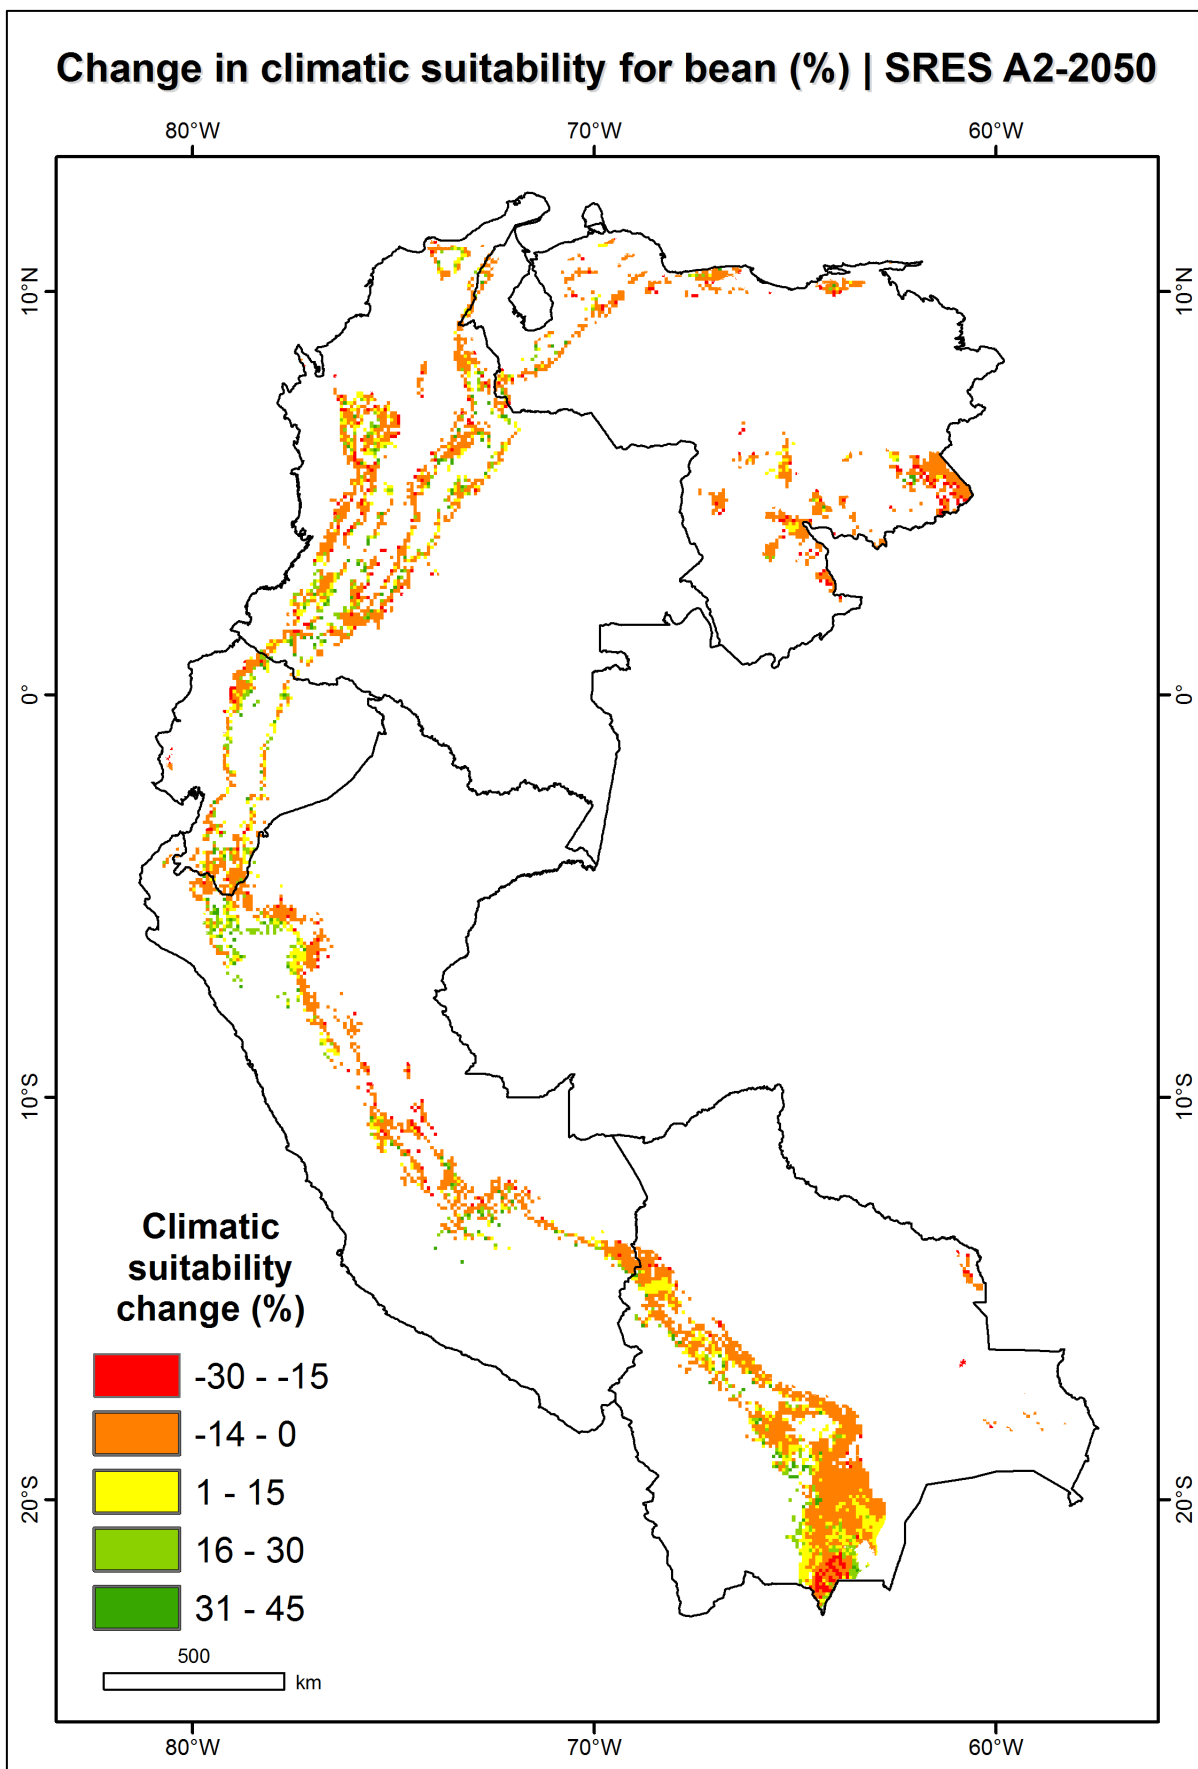 Change in climatic suitability for bean (%) | SRES A2-2050
80°W 70°W 60°W
10°N 10°N
0° 0°
10°S 10°S
20°S 20°S
Climatic
suitability
change (%)
-30 - -15
-14 - 0
1 - 15
16 - 30
31 - 45
500
km
80°W 70°W 60°W